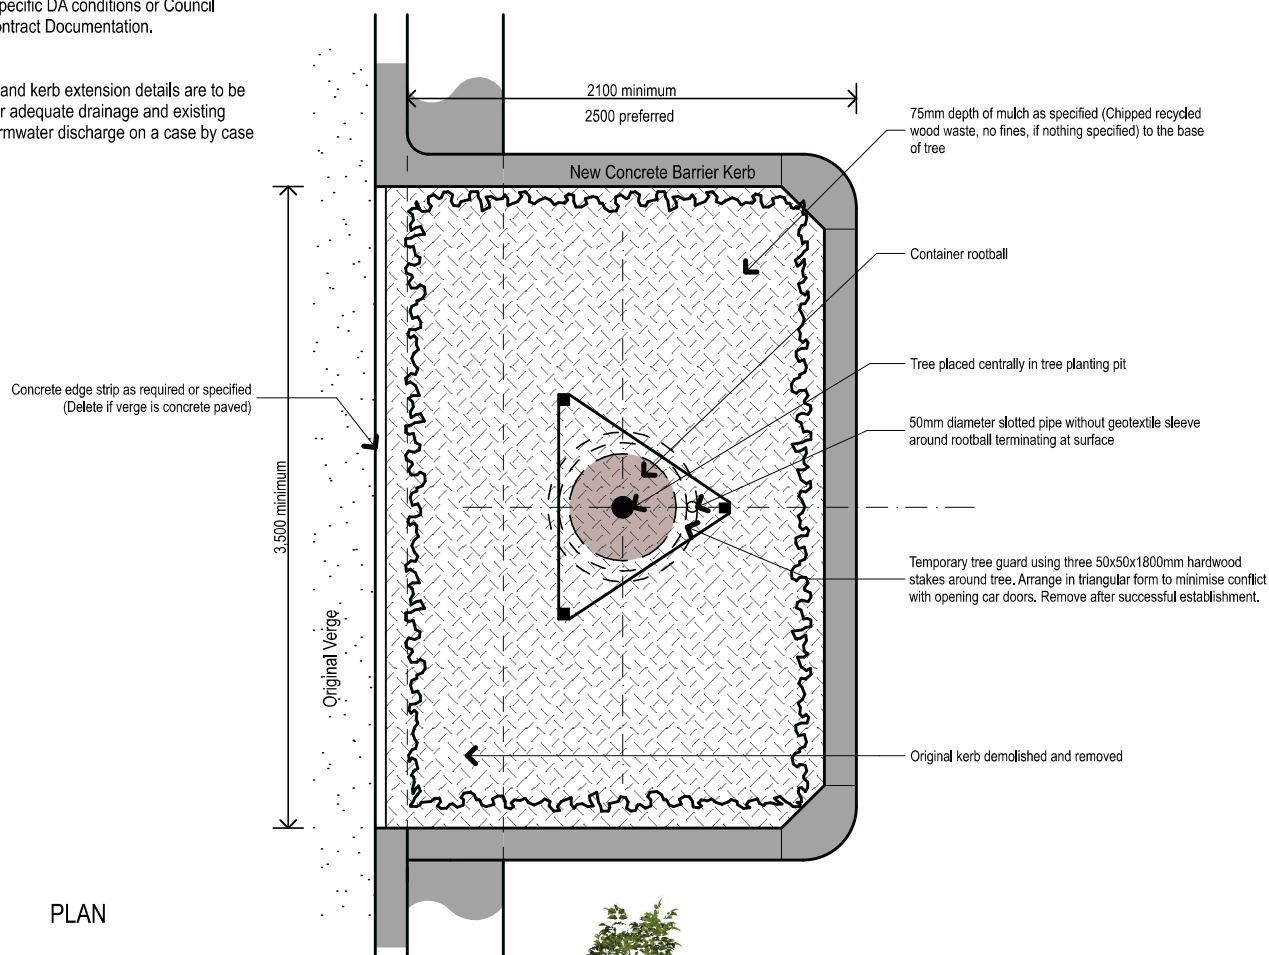 pecific DA conditions or Council
ontract Documentation.
and kerb extension details are to be
r adequate drainage and existing
rmwater discharge on a case by case
2100 minimum
2500 preferred
New Concrete Barrier Kerb
75mm depth of mulch as specified (Chipped recycled
wood waste, no fines, if nothing specified) to the base
of tree
Container rootball
Tree placed centrally in tree planting pit
Concrete edge strip as required or specified
(Delete if verge is concrete paved)
50mm diameter slotted pipe without geotextile sleeve
around rootball terminating at surface
3,500 minimum
Temporary tree guard using three 50x50x1800mm hardwood
stakes around tree. Arrange in triangular form to minimise conflict
with opening car doors. Remove after successful establishment.
Original Verge
Original kerb demolished and removed
PLAN